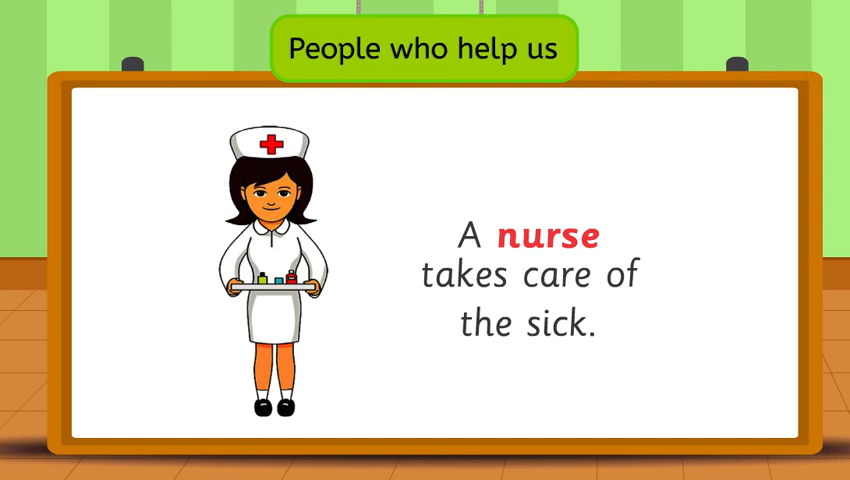 People who help us
A nurse
takes care of
the sick.